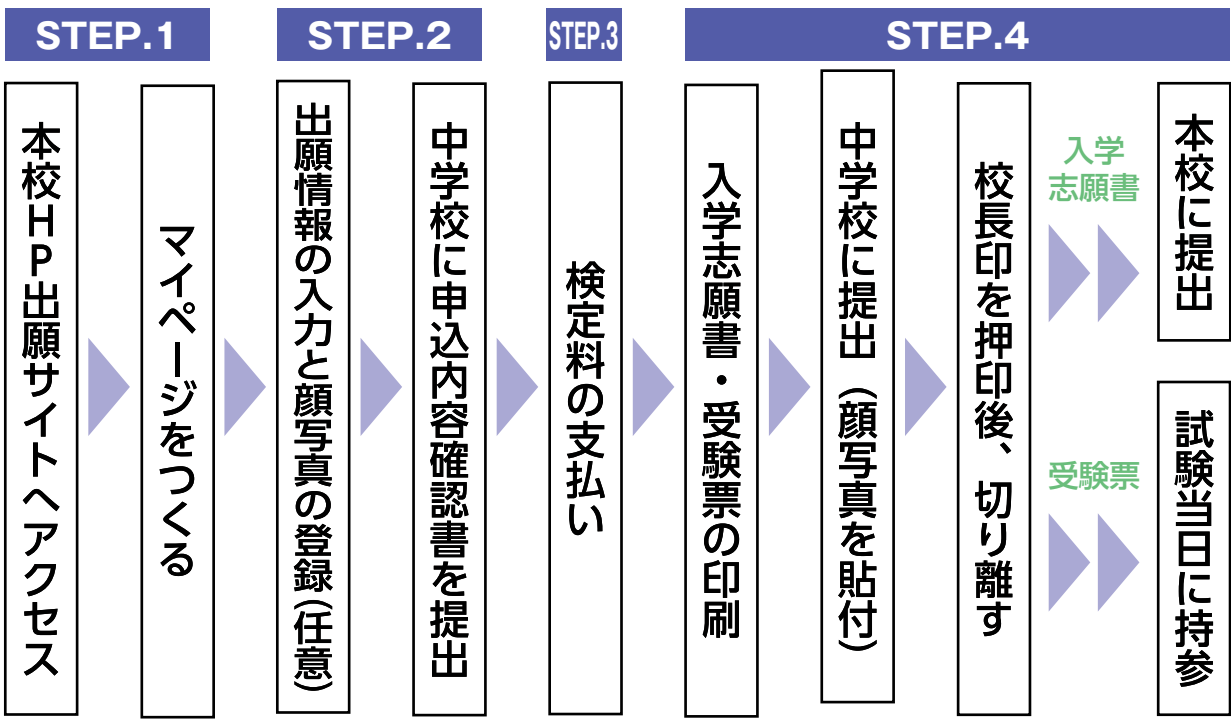 STEP.1
本校HP出願サイトへアクセス
マイページをつくる
STEP.2
出願情報の入力と顔写真の登録(任意)
中学校に申込内容確認書を提出
STEP.3
検定料の支払い
STEP.4
入学志願書・受験票の印刷
中学校に提出(顔写真を貼付)
校長印を押印後、切り離す
入学
志願書
本校に提出
受験票
試験当日に持参